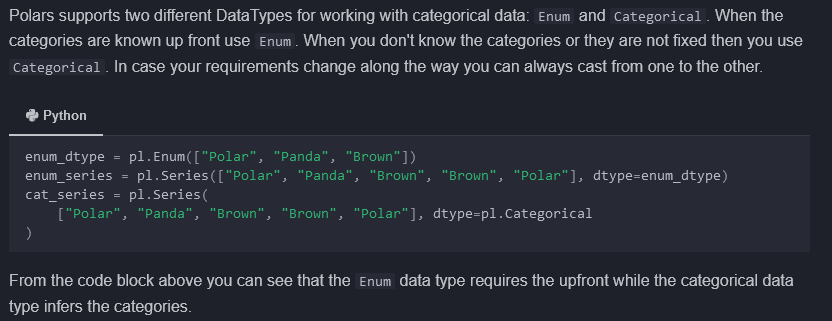 Polars supports two different DataTypes for working with categorical data: Enum and Categorical. When the
categories are known up front use Enum. When you don't know the categories or they are not fixed then you use
Categorical. In case your requirements change along the way you can always cast from one to the other.
Python
enum_dtype = pl.Enum(["Polar", "Panda", "Brown"])
enum_series = pl.Series(["Polar", "Panda", "Brown", "Brown", "Polar"], dtype=enum_dtype)
cat_series = pl.Series(
    ["Polar", "Panda", "Brown", "Brown", "Polar"], dtype=pl.Categorical
)
From the code block above you can see that the Enum data type requires the upfront while the categorical data
type infers the categories.